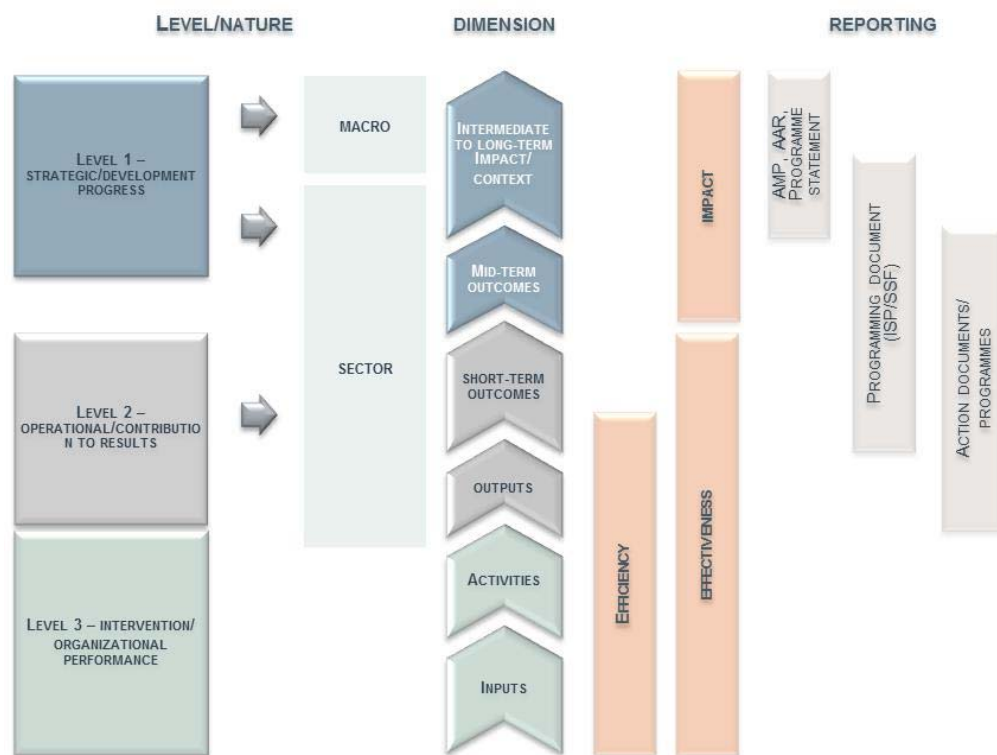 LEVEL/NATURE
DIMENSION
REPORTING
LEVEL 1 –
STRATEGIC/DEVELOPMENT
PROGRESS
LEVEL 2 –
OPERATIONAL/CONTRIBUTIO
N TO RESULTS
LEVEL 3 – INTERVENTION/
ORGANIZATIONAL
PERFORMANCE
MACRO
SECTOR
INTERMEDIATE
TO LONG-TERM
IMPACT/
CONTEXT
MID-TERM
OUTCOMES
SHORT-TERM
OUTCOMES
OUTPUTS
ACTIVITIES
INPUTS
EFFICIENCY
IMPACT
EFFECTIVENESS
AMP, AAR,
PROGRAMME
STATEMENT
PROGRAMMING DOCUMENT
(ISP/SSF)
ACTION DOCUMENTS/
PROGRAMMES